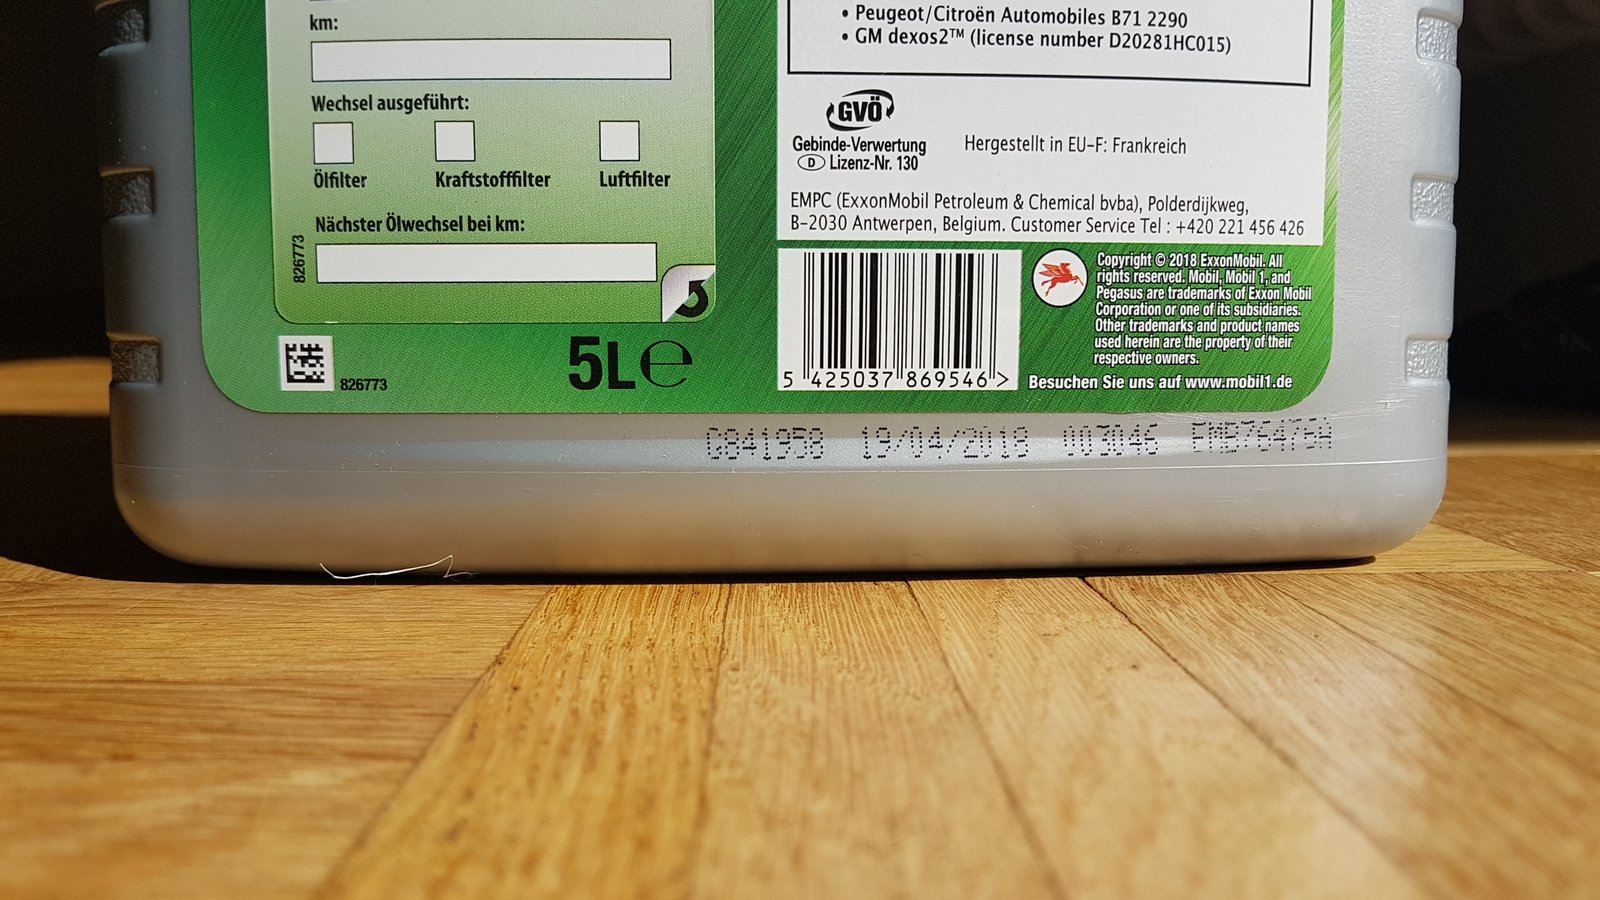 km:
Wechsel ausgeführt:
Ölfilter Kraftstofffilter Luftfilter
Nächster Ölwechsel bei km:
826773
826773
5L e
• Peugeot/Citroën Automobiles B71 2290
• GM dexos2™ (license number D20281HC015)
GVÖ
Gebinde-Verwertung
D Lizenz-Nr. 130
Hergestellt in EU-F: Frankreich
EMPC (ExxonMobil Petroleum & Chemical bvba), Polderdijkweg,
B-2030 Antwerpen, Belgium. Customer Service Tel : +420 221 456 426
5 425037 869546 >
Copyright © 2018 ExxonMobil. All
rights reserved. Mobil, Mobil 1, and
Pegasus are trademarks of Exxon Mobil
Corporation or one of its subsidiaries.
Other trademarks and product names
used herein are the property of their
respective owners.
Besuchen Sie uns auf www.mobil1.de
G841958 19/04/2018 003046 EMB76476A